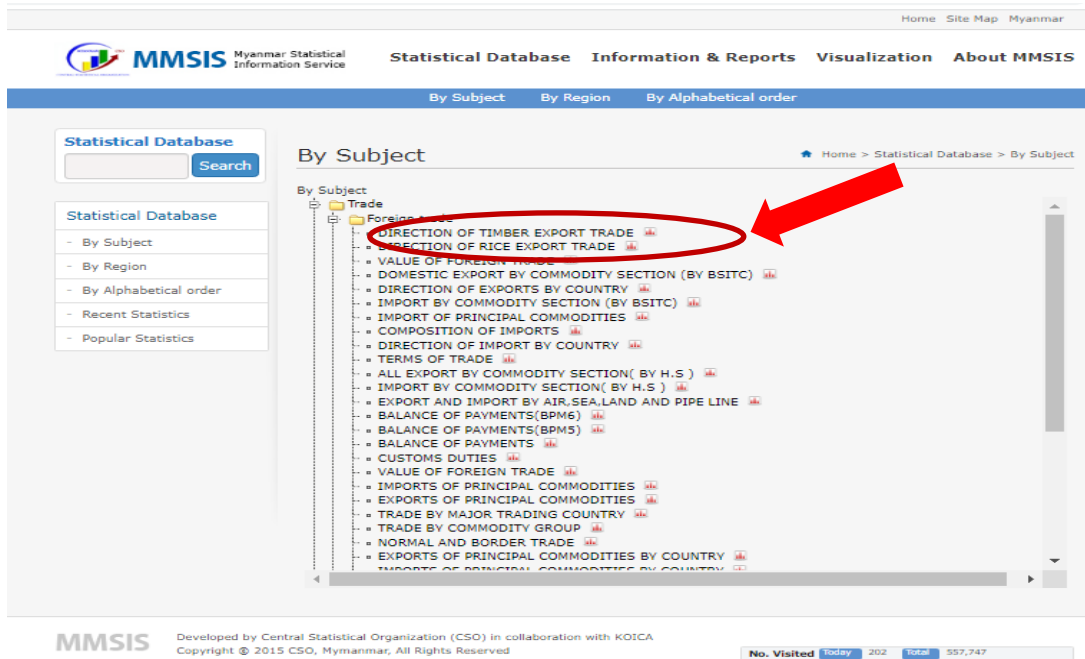 Home Site Map Myanmar
MMSIS Myanmar Statistical Information Service
Statistical Database Information & Reports Visualization About MMSIS
By Subject By Region By Alphabetical order
Statistical Database
Search
Statistical Database
- By Subject
- By Region
- By Alphabetical order
- Recent Statistics
- Popular Statistics
By Subject
Home > Statistical Database > By Subject
By Subject
Trade
Foreign trade
DIRECTION OF TIMBER EXPORT TRADE
DIRECTION OF RICE EXPORT TRADE
VALUE OF FOREIGN TRADE
DOMESTIC EXPORT BY COMMODITY SECTION (BY BSITC)
DIRECTION OF EXPORTS BY COUNTRY
IMPORT BY COMMODITY SECTION (BY BSITC)
IMPORT OF PRINCIPAL COMMODITIES
COMPOSITION OF IMPORTS
DIRECTION OF IMPORT BY COUNTRY
TERMS OF TRADE
ALL EXPORT BY COMMODITY SECTION( BY H.S )
IMPORT BY COMMODITY SECTION( BY H.S )
EXPORT AND IMPORT BY AIR,SEA,LAND AND PIPE LINE
BALANCE OF PAYMENTS(BPM6)
BALANCE OF PAYMENTS(BPM5)
BALANCE OF PAYMENTS
CUSTOMS DUTIES
VALUE OF FOREIGN TRADE
IMPORTS OF PRINCIPAL COMMODITIES
EXPORTS OF PRINCIPAL COMMODITIES
TRADE BY MAJOR TRADING COUNTRY
TRADE BY COMMODITY GROUP
NORMAL AND BORDER TRADE
EXPORTS OF PRINCIPAL COMMODITIES BY COUNTRY
IMPORTS OF PRINCIPAL COMMODITIES BY COUNTRY
MMSIS
Developed by Central Statistical Organization (CSO) in collaboration with KOICA
Copyright @ 2015 CSO, Mymanmar, All Rights Reserved
No. Visited Today 202 Total 557,747